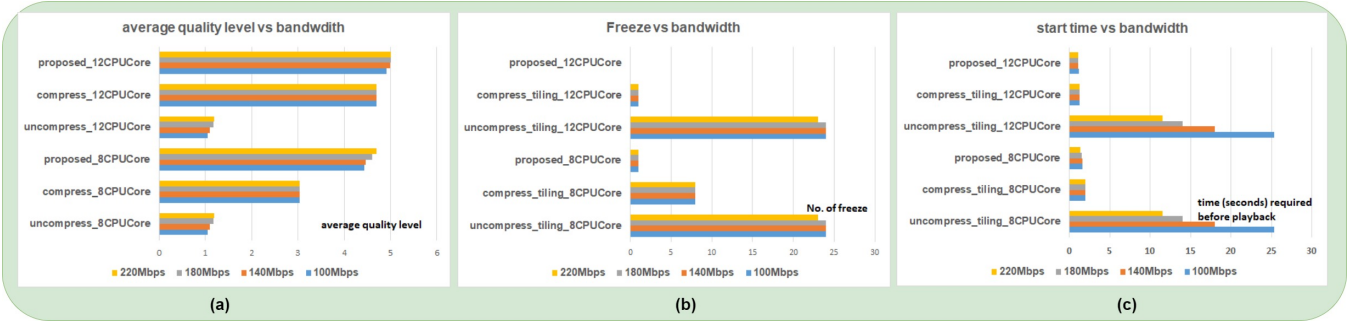 average quality level vs bandwdith
proposed_12CPUCore
compress_12CPUCore
uncompress_12CPUCore
proposed_8CPUCore
compress_8CPUCore
uncompress_8CPUCore
average quality level
0 1 2 3 4 5 6
220Mbps 180Mbps 140Mbps 100Mbps
(a)
Freeze vs bandwidth
proposed_12CPUCore
compress_tiling_12CPUCore
uncompress_tiling_12CPUCore
proposed_8CPUCore
compress_tiling_8CPUCore
uncompress_tiling_8CPUCore
No. of freeze
0 5 10 15 20 25 30
220Mbps 180Mbps 140Mbps 100Mbps
(b)
start time vs bandwidth
proposed_12CPUCore
compress_tiling_12CPUCore
uncompress_tiling_12CPUCore
proposed_8CPUCore
compress_tiling_8CPUCore
uncompress_tiling_8CPUCore
time (seconds) required
before playback
0 5 10 15 20 25 30
220Mbps 180Mbps 140Mbps 100Mbps
(c)